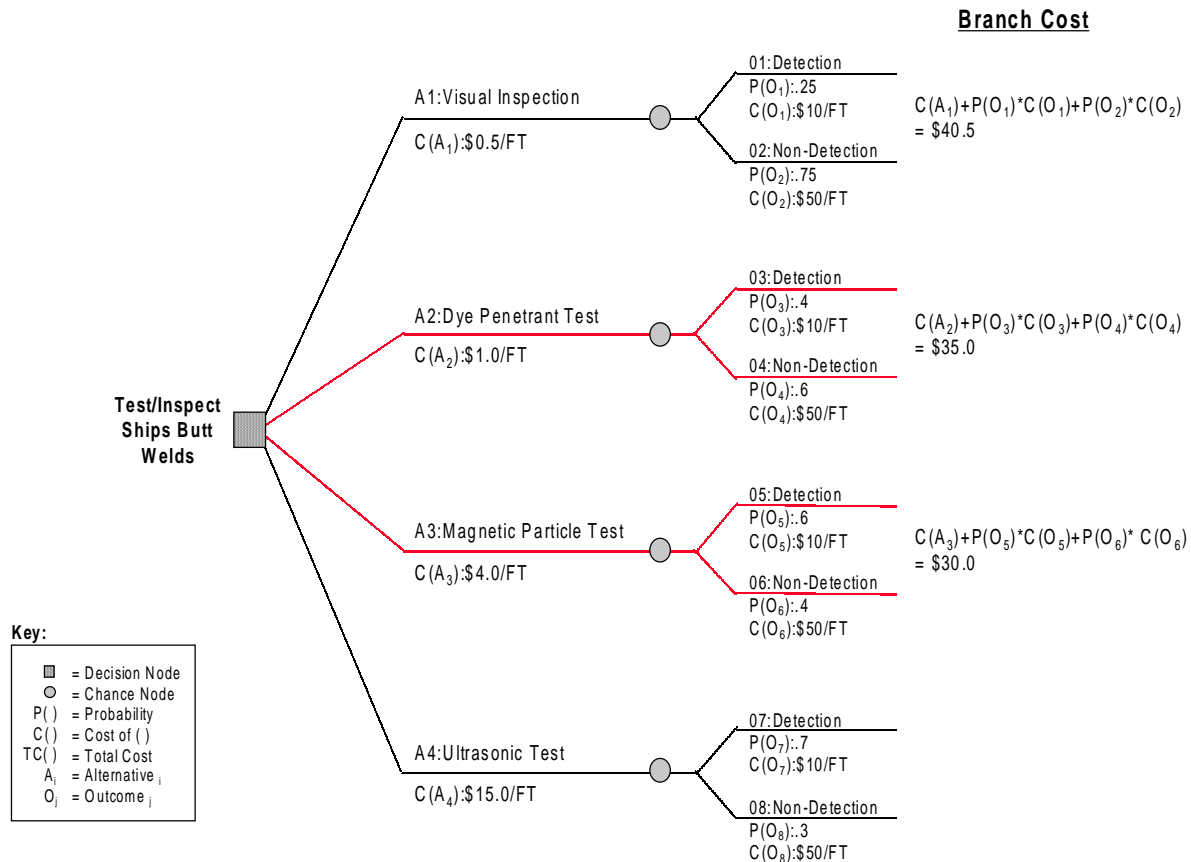 Branch Cost
A1:Visual Inspection
C(A₁):$0.5/FT
01:Detection
P(O₁):.25
C(O₁):$10/FT
02:Non-Detection
P(O₂):.75
C(O₂):$50/FT
C(A₁)+P(O₁)*C(O₁)+P(O₂)*C(O₂)
= $40.5
A2:Dye Penetrant Test
C(A₂):$1.0/FT
03:Detection
P(O₃):.4
C(O₃):$10/FT
04:Non-Detection
P(O₄):.6
C(O₄):$50/FT
C(A₂)+P(O₃)*C(O₃)+P(O₄)*C(O₄)
= $35.0
Test/Inspect
Ships Butt
Welds
A3:Magnetic Particle Test
C(A₃):$4.0/FT
05:Detection
P(O₅):.6
C(O₅):$10/FT
06:Non-Detection
P(O₆):.4
C(O₆):$50/FT
C(A₃)+P(O₅)*C(O₅)+P(O₆)* C(O₆)
= $30.0
A4:Ultrasonic Test
C(A₄):$15.0/FT
07:Detection
P(O₇):.7
C(O₇):$10/FT
08:Non-Detection
P(O₈):.3
C(O₈):$50/FT
Key:
= Decision Node
= Chance Node
P( ) = Probability
C( ) = Cost of ( )
TC( ) = Total Cost
Aᵢ = Alternative ᵢ
Oⱼ = Outcome ⱼ